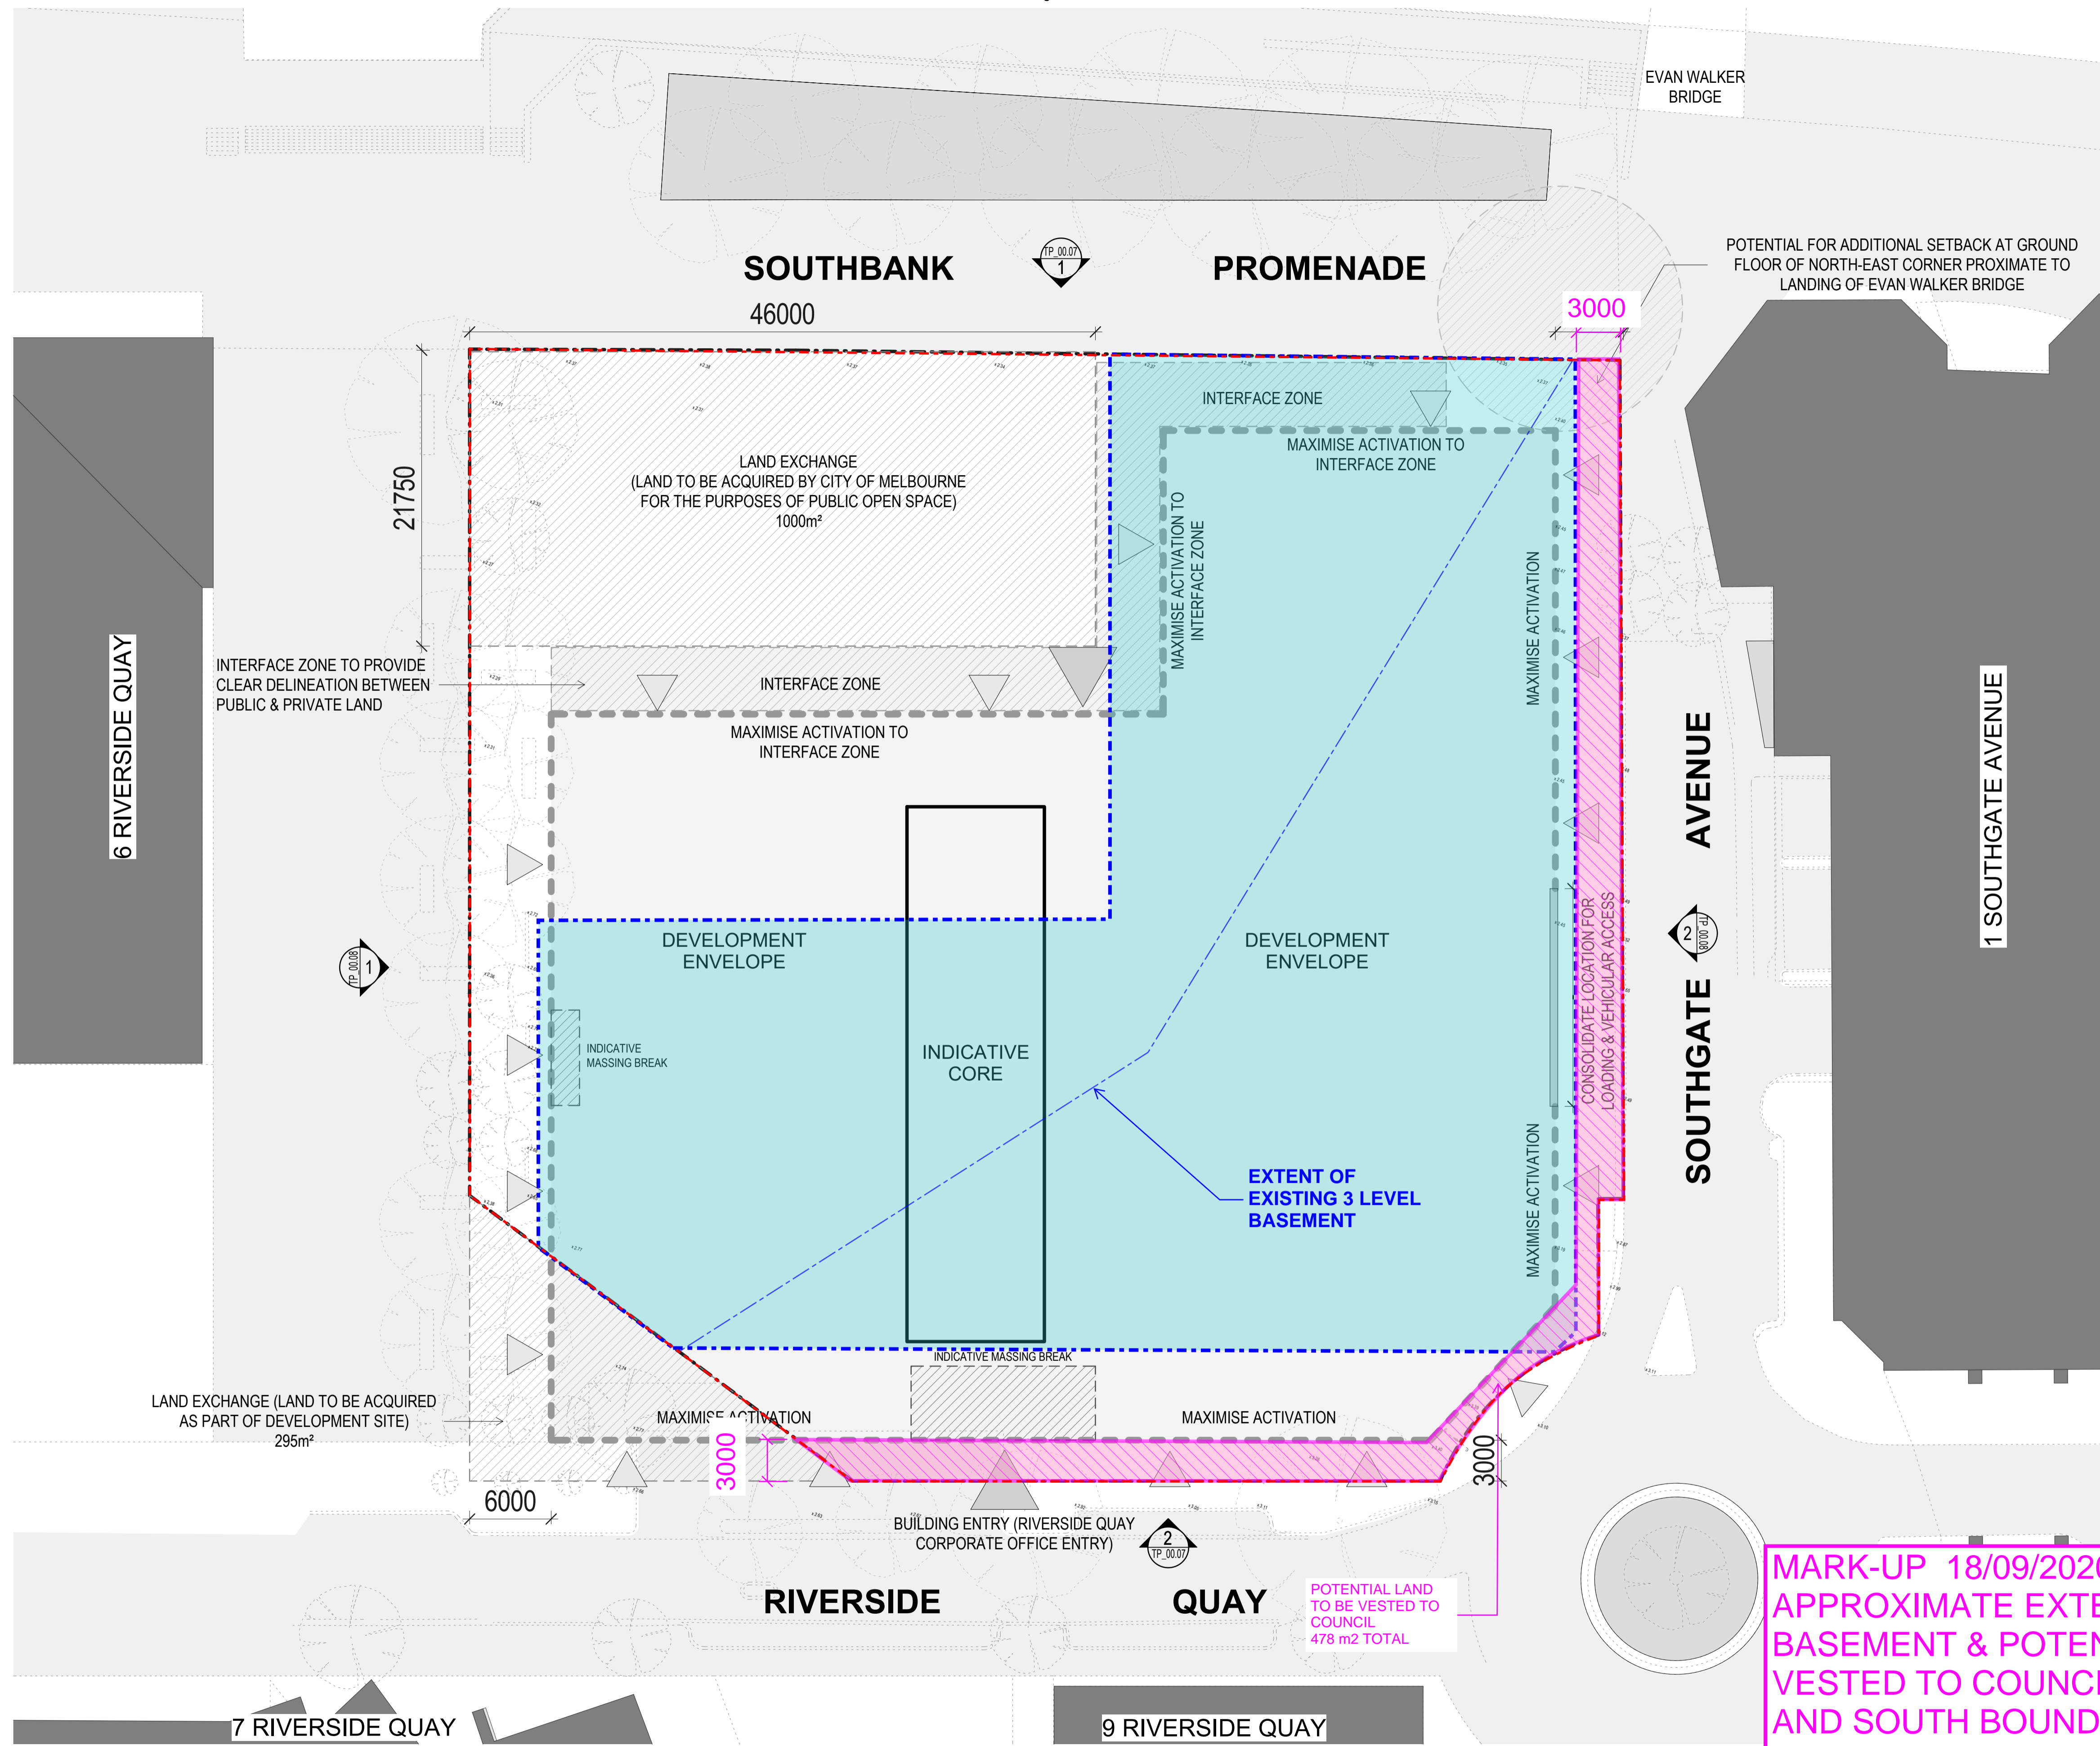 EVAN WALKER
BRIDGE
SOUTHBANK
TP_00.07
1
PROMENADE
POTENTIAL FOR ADDITIONAL SETBACK AT GROUND
FLOOR OF NORTH-EAST CORNER PROXIMATE TO
LANDING OF EVAN WALKER BRIDGE
46000
3000
INTERFACE ZONE
MAXIMISE ACTIVATION TO
INTERFACE ZONE
21750
LAND EXCHANGE
(LAND TO BE ACQUIRED BY CITY OF MELBOURNE
FOR THE PURPOSES OF PUBLIC OPEN SPACE)
1000m²
MAXIMISE ACTIVATION TO
INTERFACE ZONE
MAXIMISE ACTIVATION
6 RIVERSIDE QUAY
INTERFACE ZONE TO PROVIDE
CLEAR DELINEATION BETWEEN
PUBLIC & PRIVATE LAND
INTERFACE ZONE
MAXIMISE ACTIVATION TO
INTERFACE ZONE
1 SOUTHGATE AVENUE
SOUTHGATE AVENUE
2
TP_00.08
CONSOLIDATE LOCATION FOR
LOADING & VEHICULAR ACCESS
DEVELOPMENT
ENVELOPE
DEVELOPMENT
ENVELOPE
TP_00.08
1
INDICATIVE
MASSING BREAK
INDICATIVE
CORE
EXTENT OF
EXISTING 3 LEVEL
BASEMENT
MAXIMISE ACTIVATION
INDICATIVE MASSING BREAK
LAND EXCHANGE (LAND TO BE ACQUIRED
AS PART OF DEVELOPMENT SITE)
295m²
MAXIMISE ACTIVATION
MAXIMISE ACTIVATION
3000
3000
6000
BUILDING ENTRY (RIVERSIDE QUAY
CORPORATE OFFICE ENTRY)
2
TP_00.07
RIVERSIDE
QUAY
POTENTIAL LAND
TO BE VESTED TO
COUNCIL
478 m2 TOTAL
MARK-UP 18/09/2020
APPROXIMATE EXTE
BASEMENT & POTEN
VESTED TO COUNCI
AND SOUTH BOUND
7 RIVERSIDE QUAY
9 RIVERSIDE QUAY